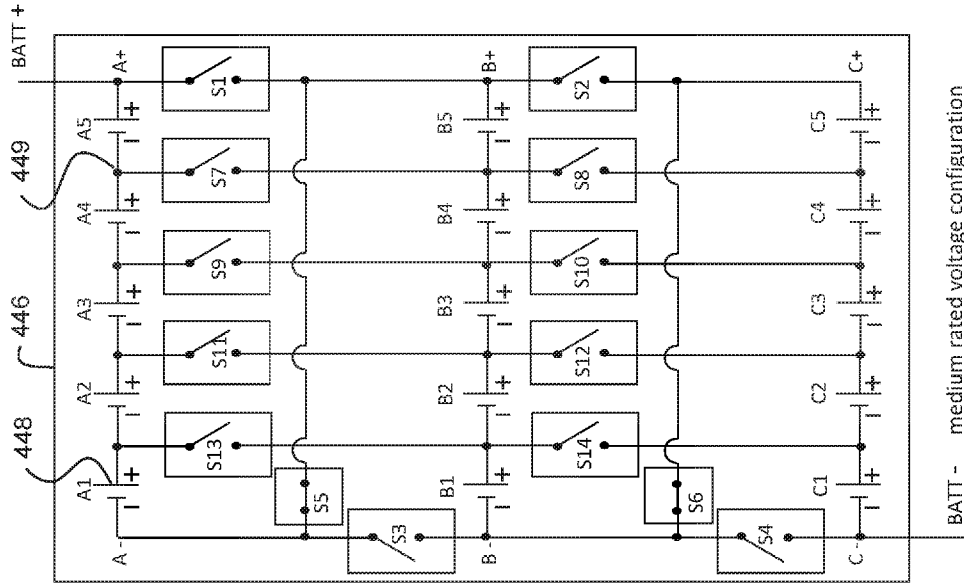 BATT +
446
448
449
A -
A1
A2
A3
A4
A5
A+
- +
- +
- +
- +
- +
S13
S11
S9
S7
S1
S5
S3
B -
B1
B2
B3
B4
B5
B+
- +
- +
- +
- +
- +
S14
S12
S10
S8
S2
S6
S4
C -
C1
C2
C3
C4
C5
C+
- +
- +
- +
- +
- +
BATT - medium rated voltage configuration